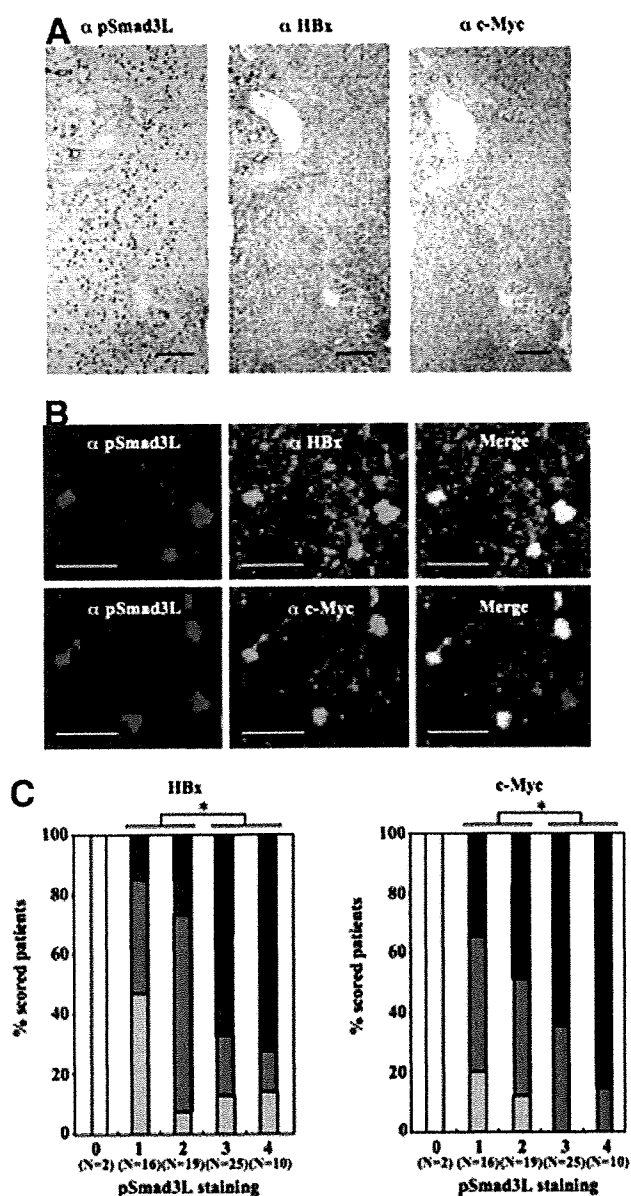 A
α pSmad3L
α HBx
α c-Myc
B
α pSmad3L
α HBx
Merge
α pSmad3L
α c-Myc
Merge
C
HBx
c-Myc
*
*
% scored patients
100
80
60
40
20
0
0 1 2 3 4
(N=2) (N=16) (N=19) (N=25) (N=10)
pSmad3L staining
% scored patients
100
80
60
40
20
0
0 1 2 3 4
(N=2) (N=16) (N=19) (N=25) (N=10)
pSmad3L staining